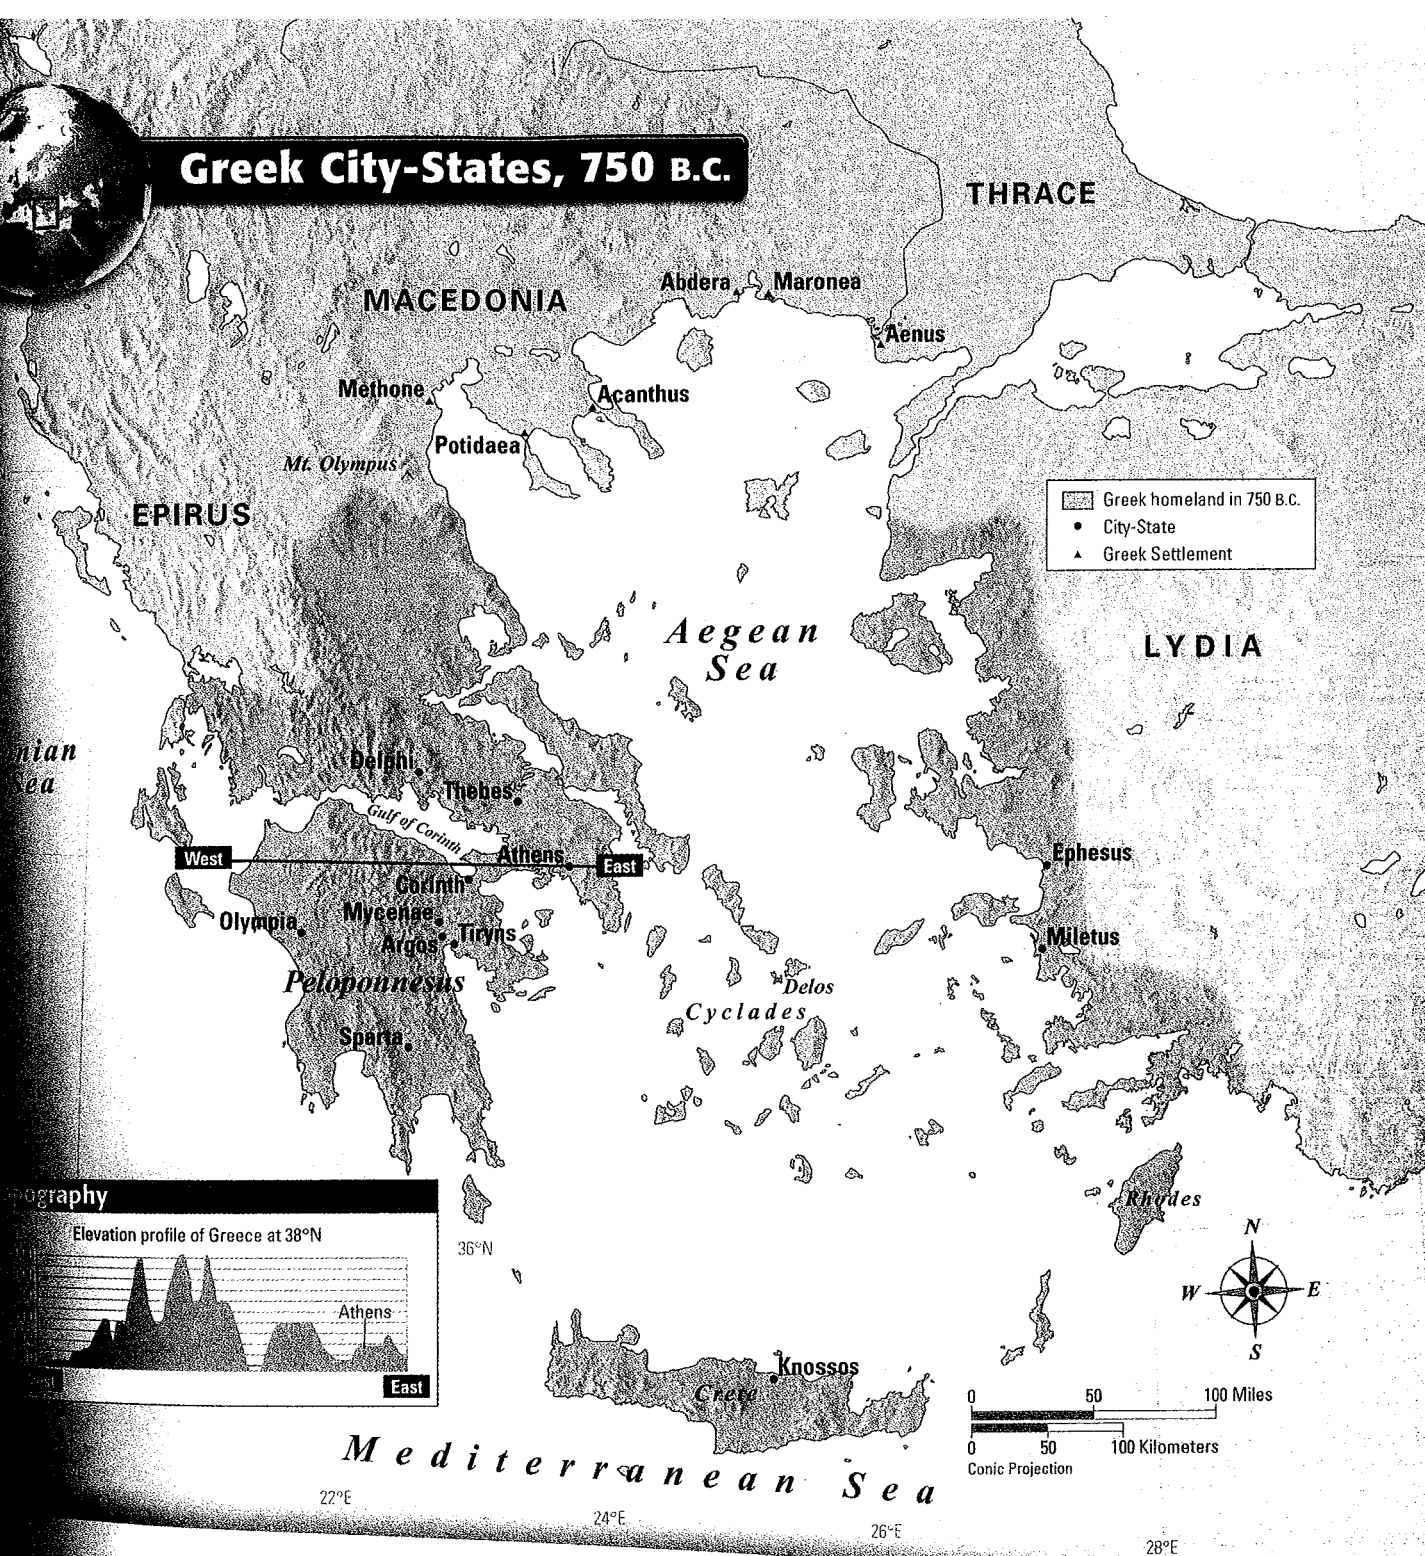 Greek City-States, 750 B.C.
THRACE
MACEDONIA
Abdera
Maronea
Aenus
Methone
Acanthus
Potidaea
Mt. Olympus
EPIRUS
Greek homeland in 750 B.C.
City-State
Greek Settlement
Aegean
Sea
LYDIA
nian
ea
Delphi
Thebes
Gulf of Corinth
West
Athens
East
Ephesus
Corinth
Mycenae
Olympia
Argos
Tiryns
Miletus
Peloponnesus
Delos
Cyclades
Sparta
Rhodes
ography
Elevation profile of Greece at 38°N
Athens
East
36°N
N
W
E
S
Knossos
Crete
0 50 100 Miles
0 50 100 Kilometers
Conic Projection
Mediterranean Sea
22°E
24°E
26°E
28°E